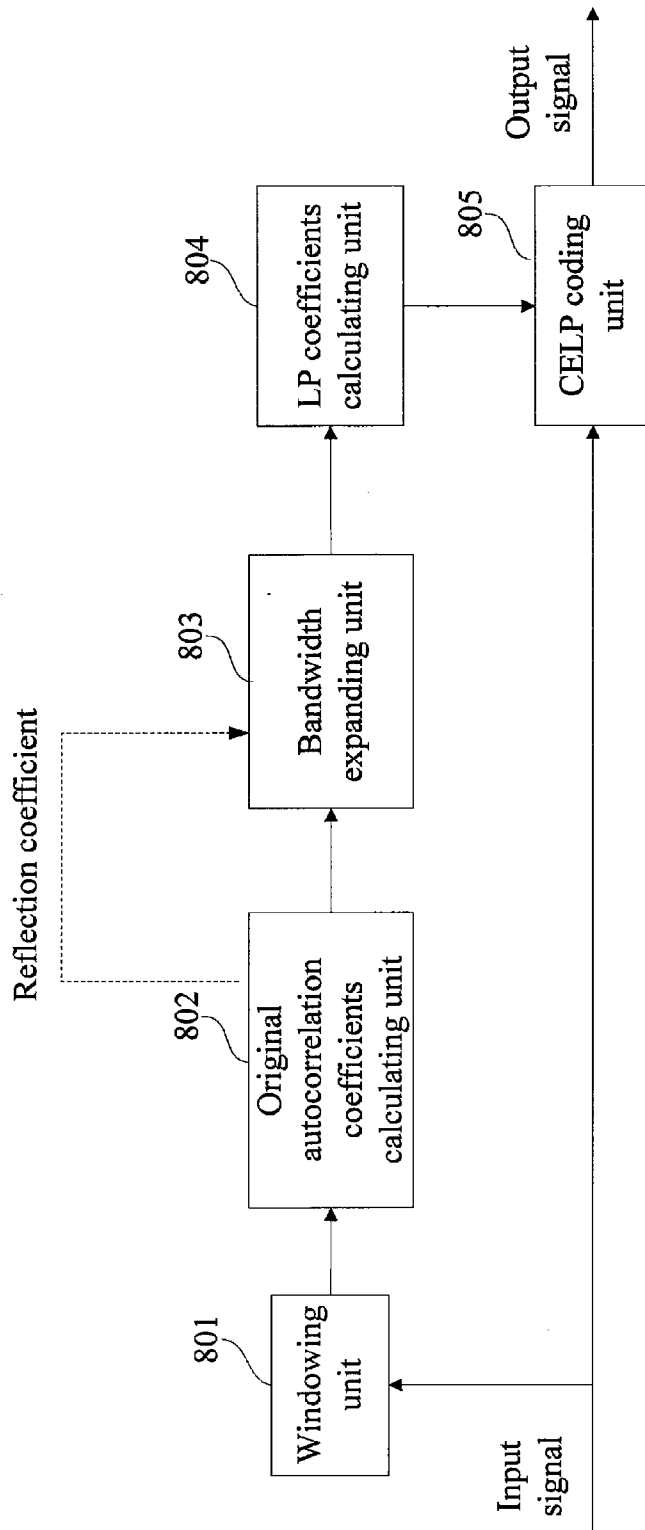 Reflection coefficient
801
Windowing
unit
802
Original
autocorrelation
coefficients
calculating unit
803
Bandwidth
expanding unit
804
LP coefficients
calculating unit
Input
signal
805
CELP coding
unit
Output
signal